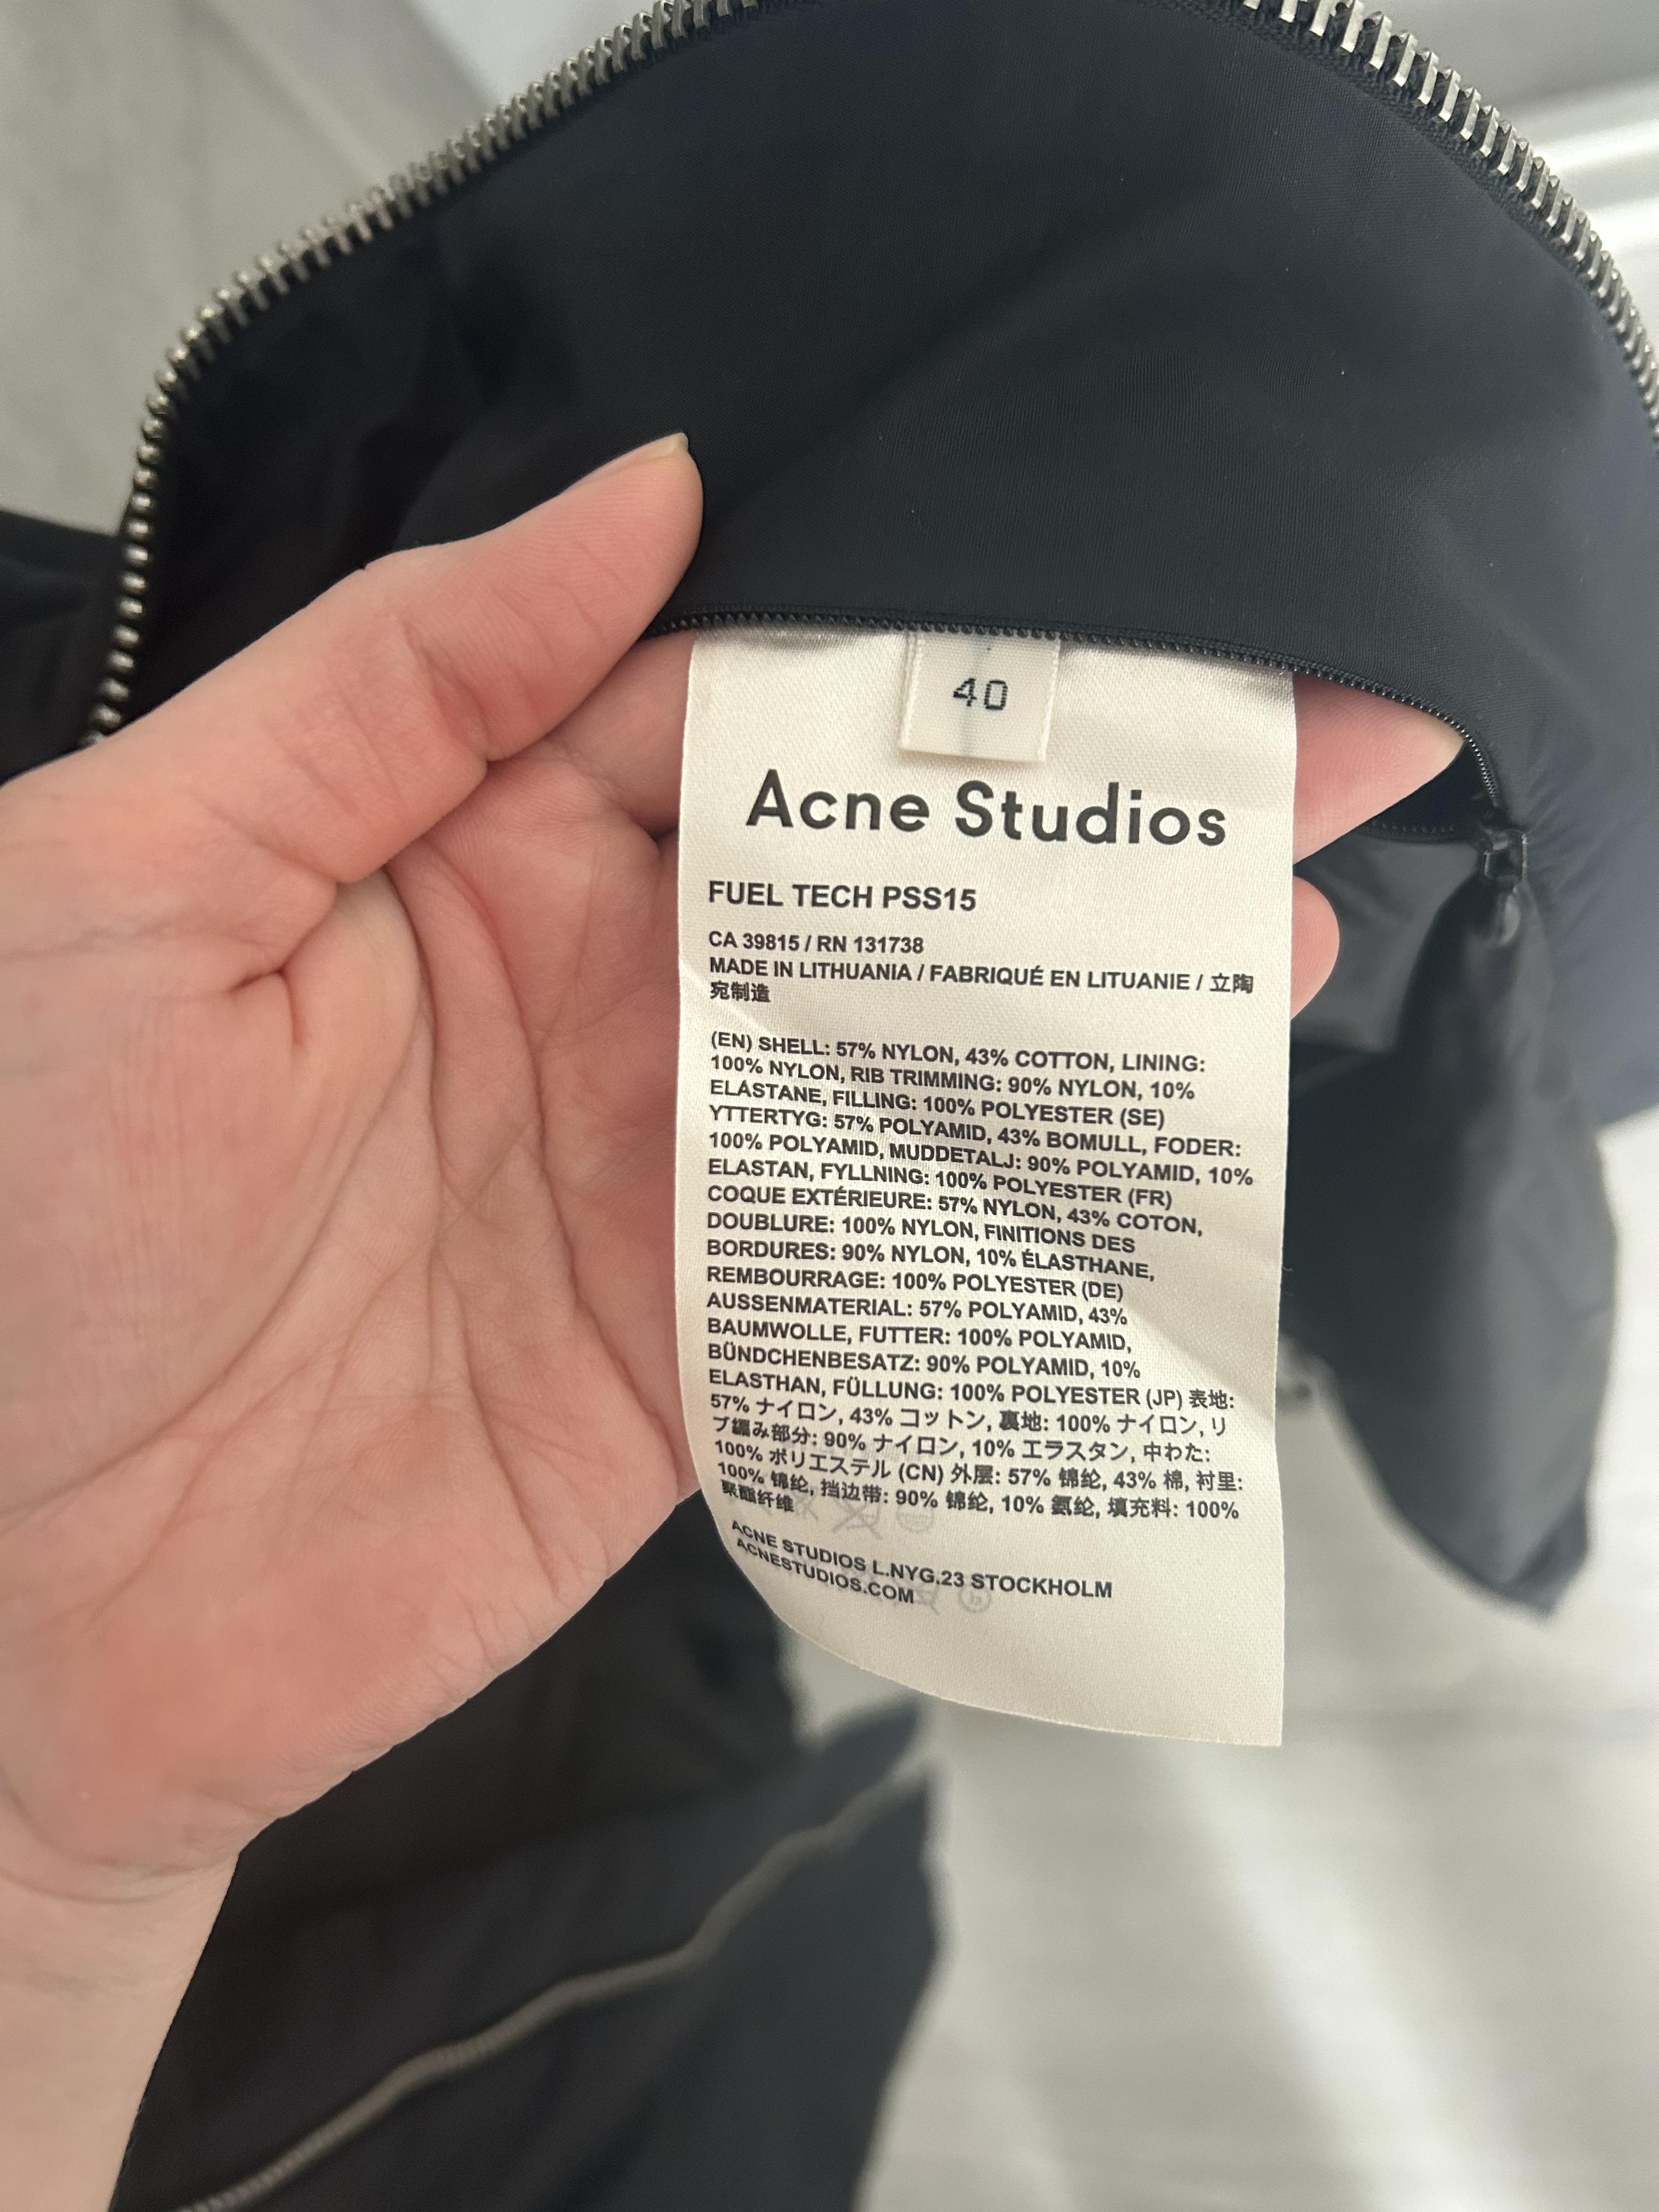 40
Acne Studios
FUEL TECH PSS15
CA 39815 / RN 131738
MADE IN LITHUANIA / FABRIQUÉ EN LITUANIE / 立陶
宛制造
(EN) SHELL: 57% NYLON, 43% COTTON, LINING:
100% NYLON, RIB TRIMMING: 90% NYLON, 10%
ELASTANE, FILLING: 100% POLYESTER (SE)
YTTERTYG: 57% POLYAMID, 43% BOMULL, FODER:
100% POLYAMID, MUDDETALJ: 90% POLYAMID, 10%
ELASTAN, FYLLNING: 100% POLYESTER (FR)
COQUE EXTÉRIEURE: 57% NYLON, 43% COTON,
DOUBLURE: 100% NYLON, FINITIONS DES
BORDURES: 90% NYLON, 10% ÉLASTHANE,
REMBOURRAGE: 100% POLYESTER (DE)
AUSSENMATERIAL: 57% POLYAMID, 43%
BAUMWOLLE, FUTTER: 100% POLYAMID,
BÜNDCHENBESATZ: 90% POLYAMID, 10%
ELASTHAN, FÜLLUNG: 100% POLYESTER (JP) 表地:
57% ナイロン, 43% コットン, 裏地: 100% ナイロン, リ
ブ編み部分: 90% ナイロン, 10% エラスタン, 中わた:
100% ポリエステル (CN) 外层: 57% 锦纶, 43% 棉, 衬里:
100% 锦纶, 挡边带: 90% 锦纶, 10% 氨纶, 填充料: 100%
聚酯纤维
ACNE STUDIOS L.NYG.23 STOCKHOLM
ACNESTUDIOS.COM